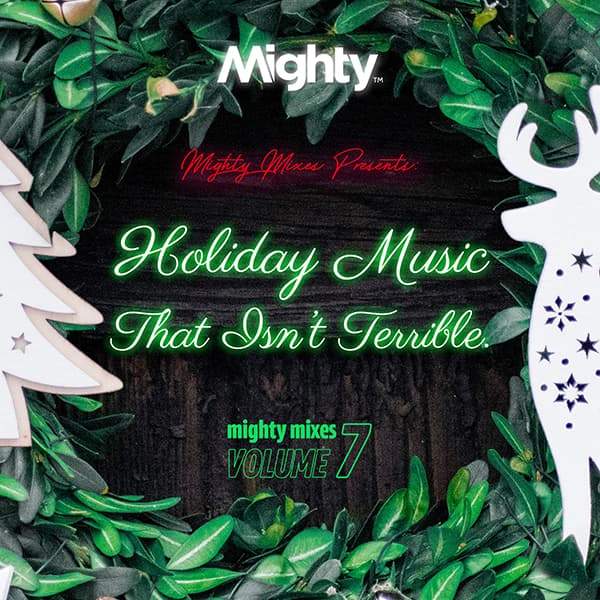 Mighty™
Mighty Mixes Presents:
Holiday Music
That Isn't Terrible.
mighty mixes
VOLUME 7